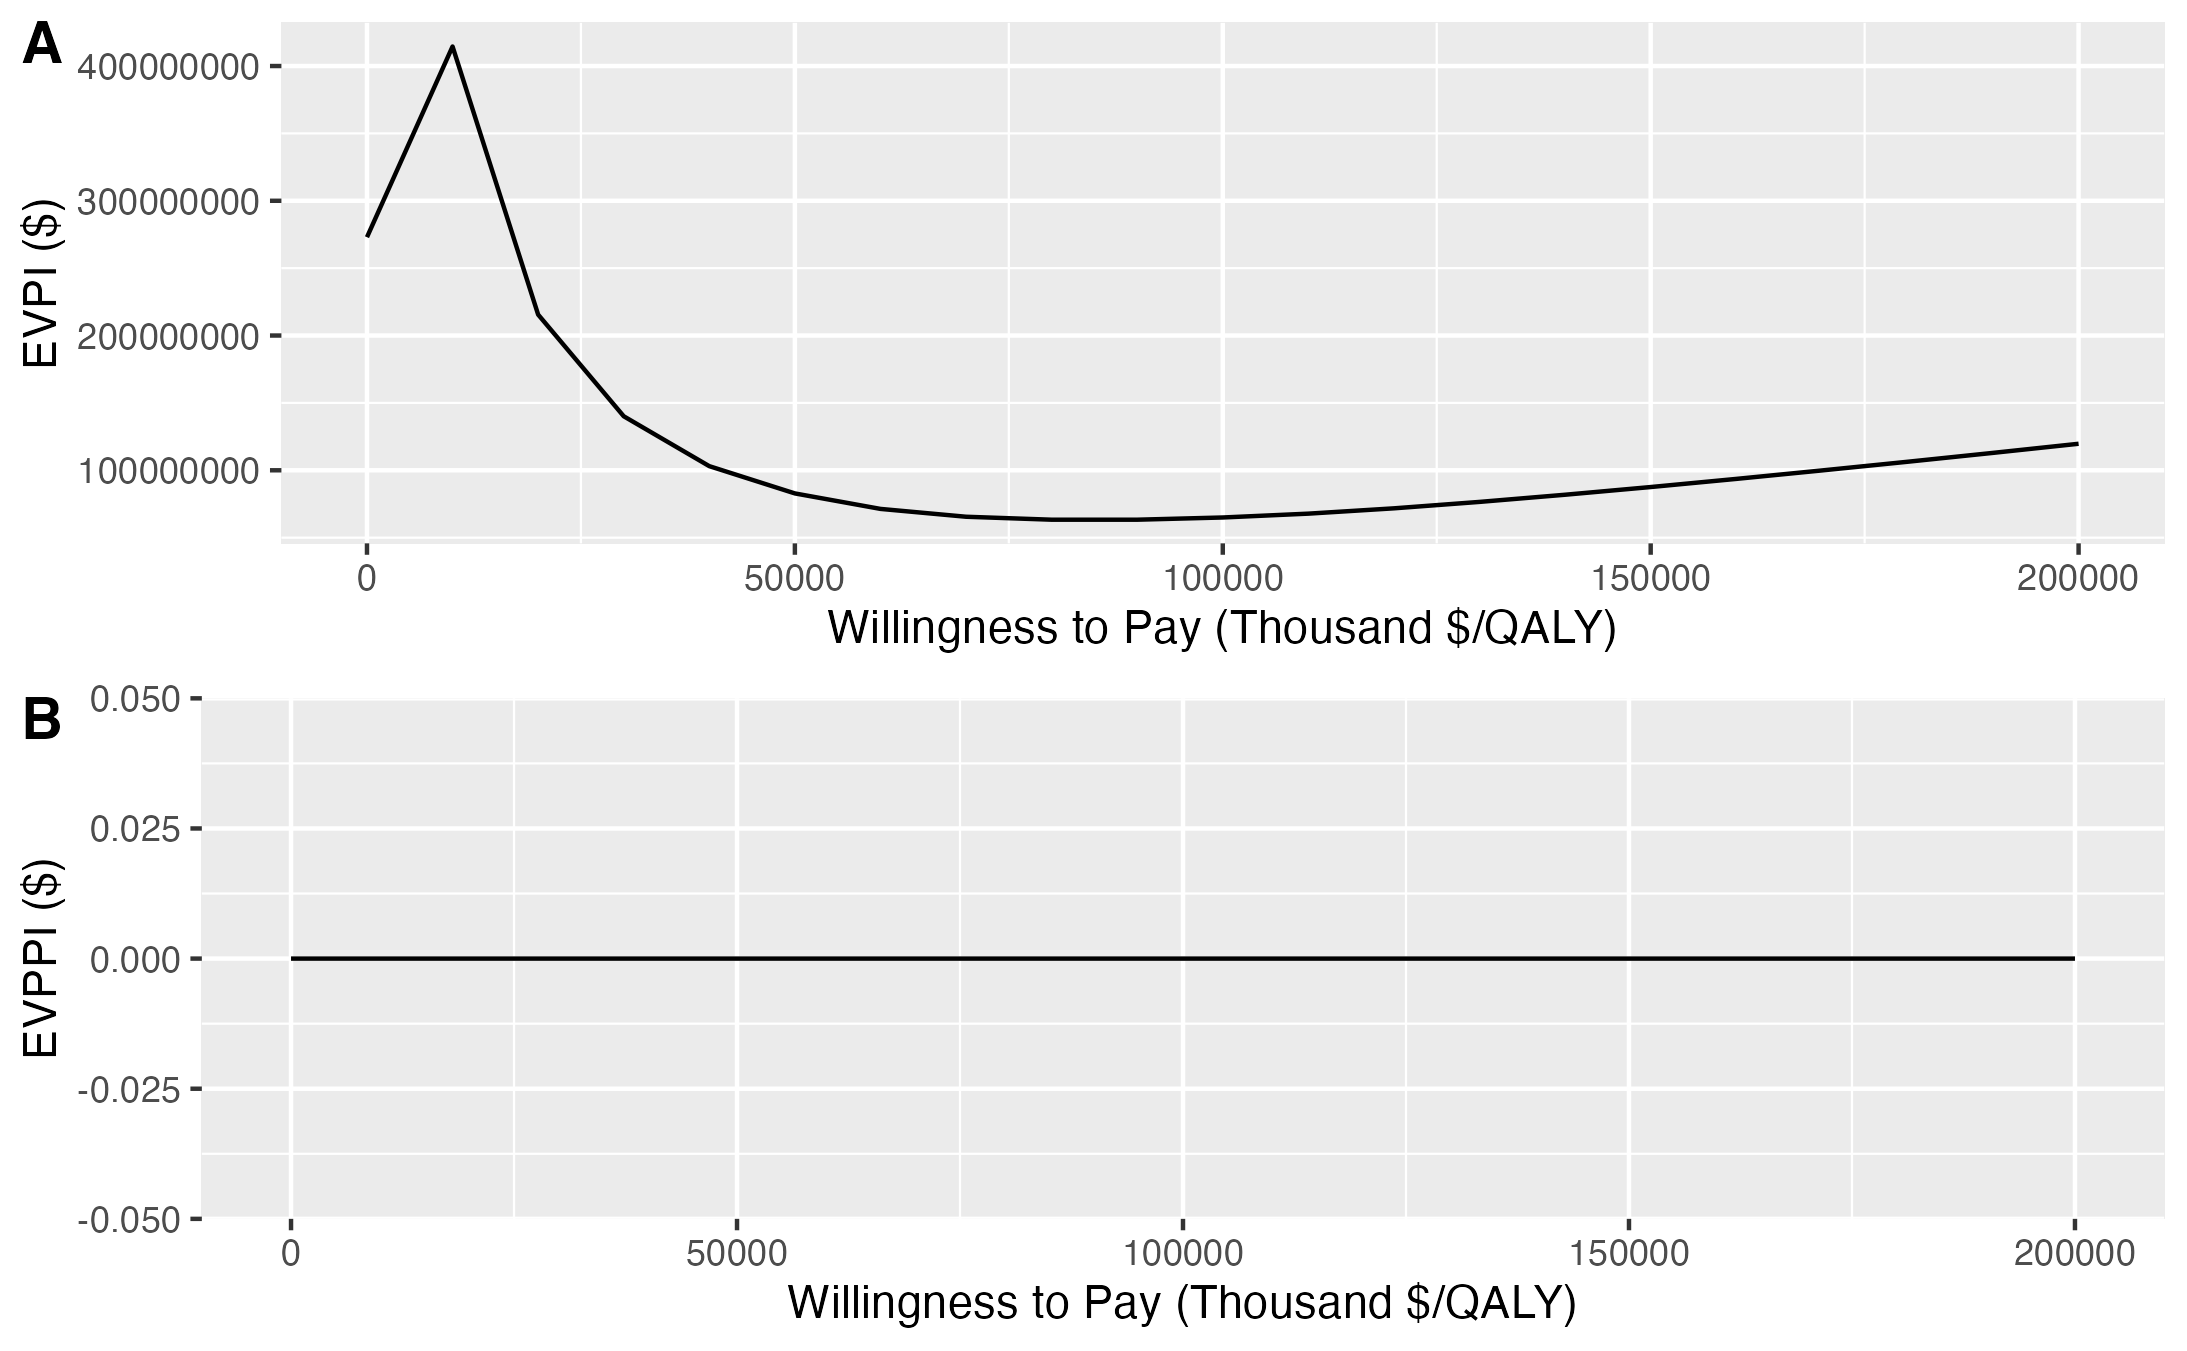 A
400000000
300000000
200000000
100000000
EVPI ($)
0 50000 100000 150000 200000
Willingness to Pay (Thousand $/QALY)
B
0.050
0.025
0.000
-0.025
-0.050
EVPPI ($)
0 50000 100000 150000 200000
Willingness to Pay (Thousand $/QALY)